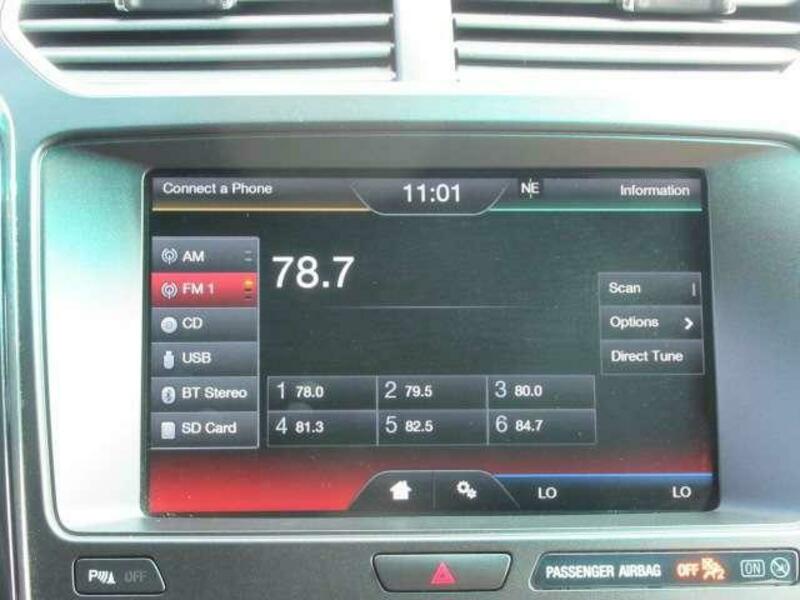 Connect a Phone 11:01 NE Information
AM
78.7
FM 1
Scan
CD
Options
USB
Direct Tune
BT Stereo
1 78.0 2 79.5 3 80.0
SD Card
4 81.3 5 82.5 6 84.7
LO LO
P OFF
PASSENGER AIRBAG OFF 2 ON